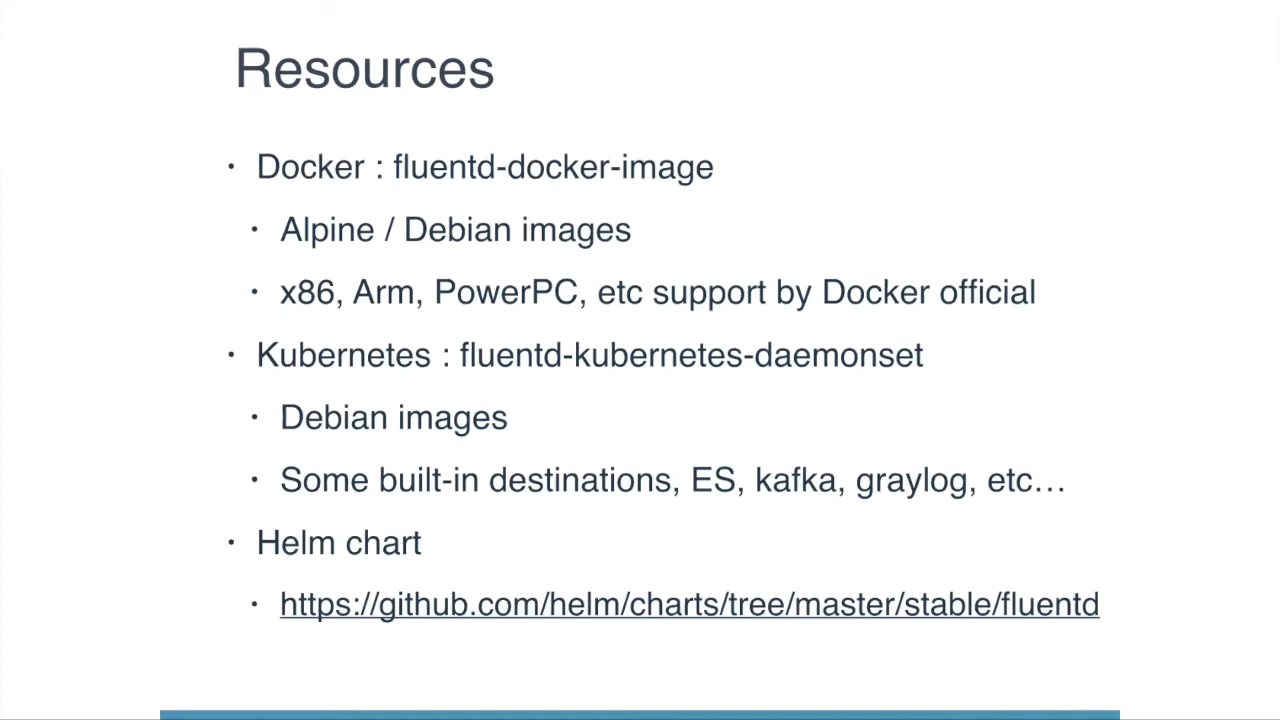 Resources
• Docker : fluentd-docker-image
• Alpine / Debian images
• x86, Arm, PowerPC, etc support by Docker official
• Kubernetes : fluentd-kubernetes-daemonset
• Debian images
• Some built-in destinations, ES, kafka, graylog, etc…
• Helm chart
• https://github.com/helm/charts/tree/master/stable/fluentd